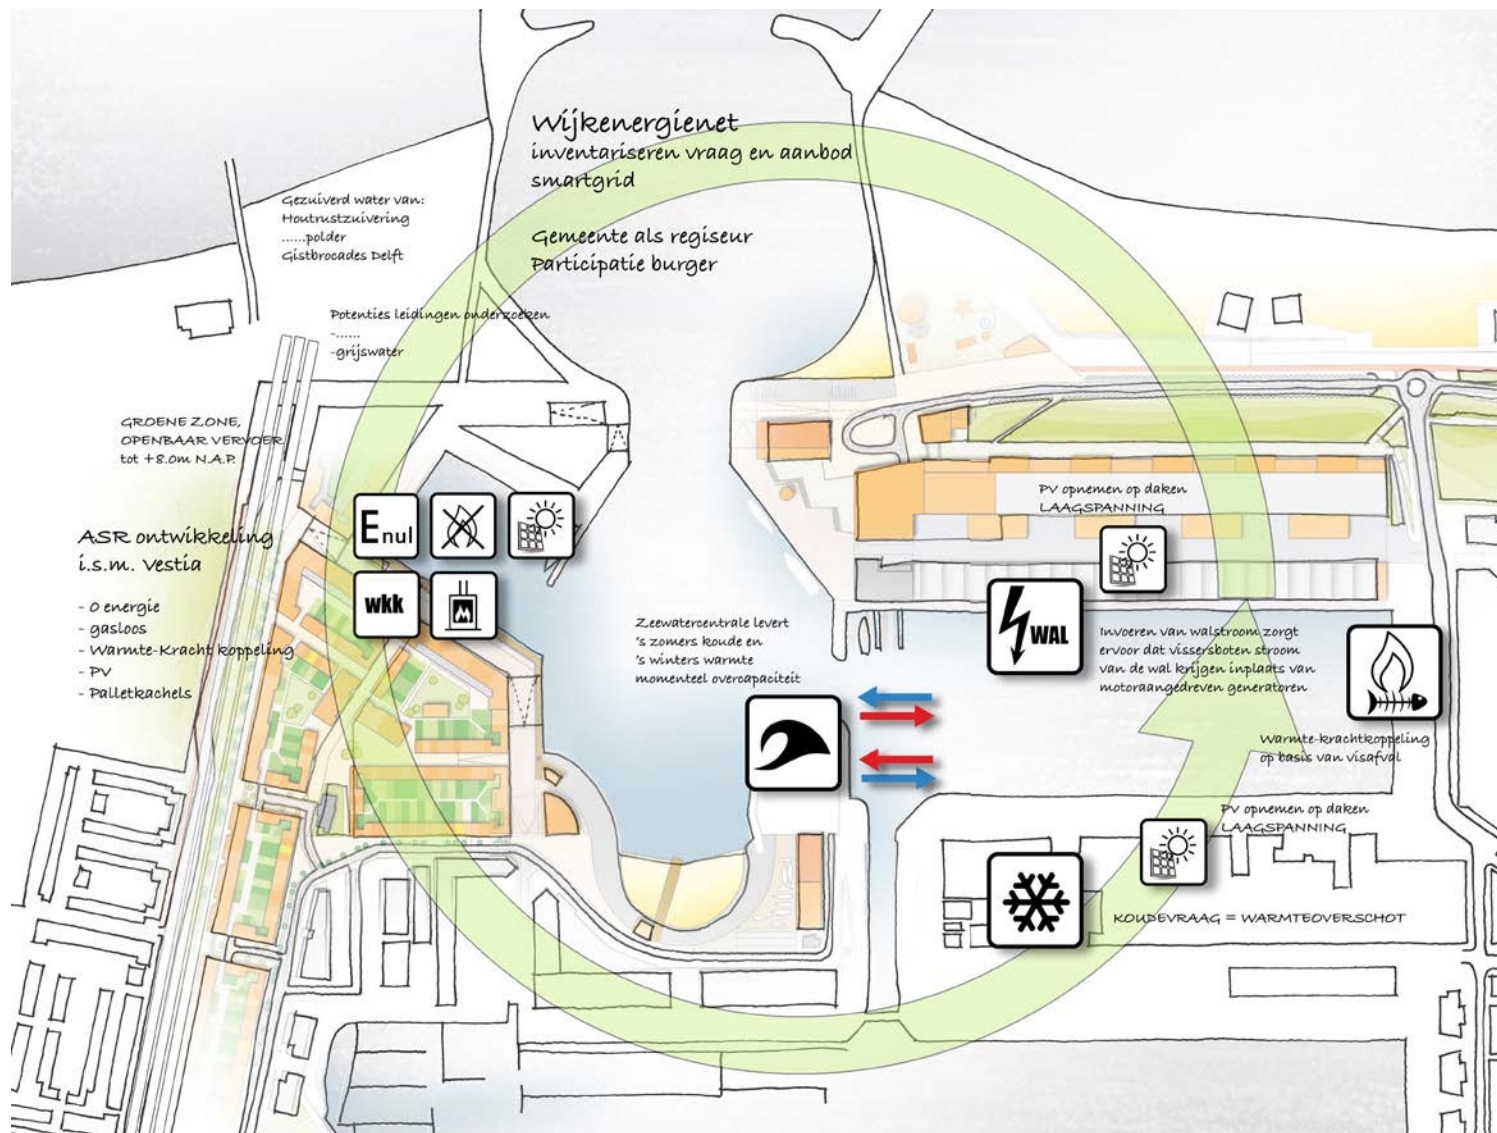 Wijkenergienet
inventariseren vraag en aanbod
smartgrid
Gemeente als regiseur
Participatie burger
Gezuiverd water van:
Houtrustzuivering
......polder
Gistbrocades Delft
Potenties leidingen onderzoeken
-......
-grijswater
GROENE ZONE,
OPENBAAR VERVOER
tot +8.0m N.A.P.
ASR ontwikkeling
i.s.m. Vestia
- 0 energie
- gasloos
- Warmte-Kracht koppeling
- PV
- Palletkachels
Enul
wkk
PV opnemen op daken
LAAGSPANNING
Zeewatercentrale levert
's zomers koude en
's winters warmte
momenteel overcapaciteit
WAL
Invoeren van walstroom zorgt
ervoor dat vissersboten stroom
van de wal krijgen inplaats van
motoraangedreven generatoren
Warmte-krachtkoppeling
op basis van visafval
PV opnemen op daken
LAAGSPANNING
KOUDEVRAAG = WARMTEOVERSCHOT